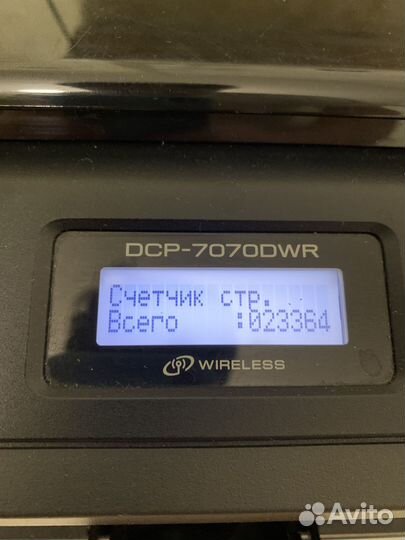 DCP-7070DWR
Счетчик стр.
Всего :023364
WIRELESS
Avito